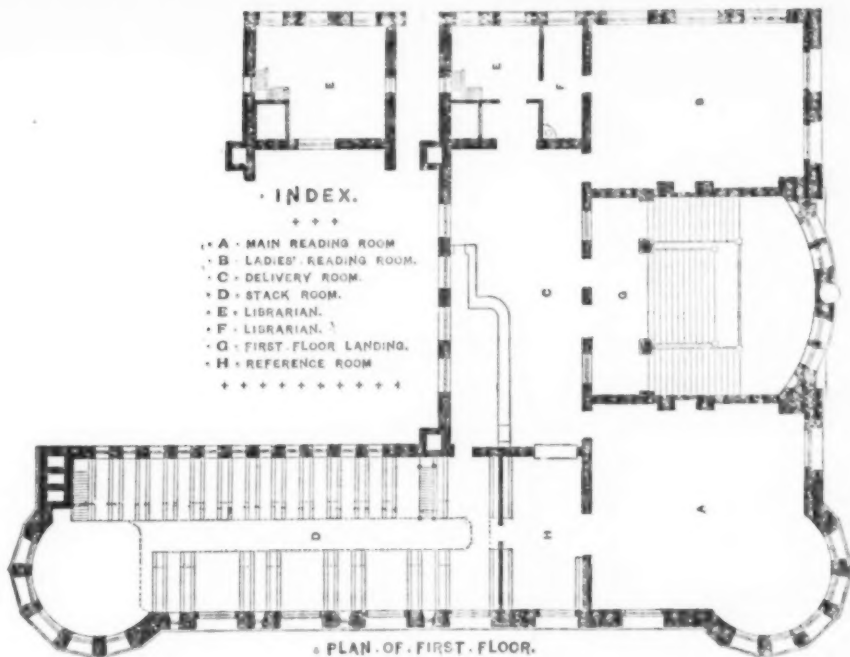 E
E
F
B
· INDEX.
+ + +
· A · MAIN READING ROOM
· B · LADIES' READING ROOM.
· C · DELIVERY ROOM.
· D · STACK ROOM.
· E · LIBRARIAN.
· F · LIBRARIAN.
· G · FIRST FLOOR LANDING.
· H · REFERENCE ROOM
+ + + + + + + + + +
C
G
D
H
A
· PLAN · OF · FIRST · FLOOR.